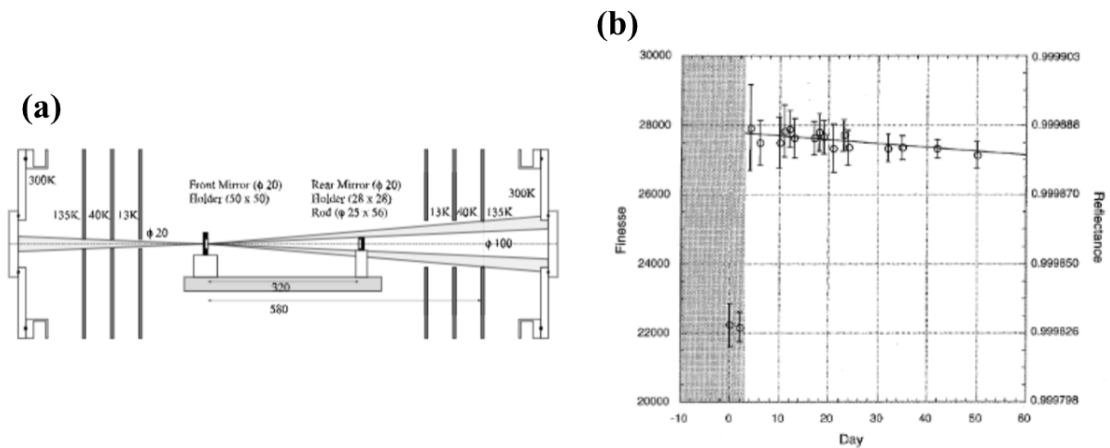 (a)
300K
135K
40K
13K
ϕ 20
Front Mirror (ϕ 20)
Holder (50 x 50)
Rear Mirror (ϕ 20)
Holder (28 x 28)
Rod (φ 25 x 56)
13K
40K
135K
300K
ϕ 100
320
580
(b)
Finesse
30000
28000
26000
24000
22000
20000
0.999903
0.999888
0.999870
0.999850
0.999826
0.999798
Reflectance
-10
0
10
20
30
40
50
60
Day